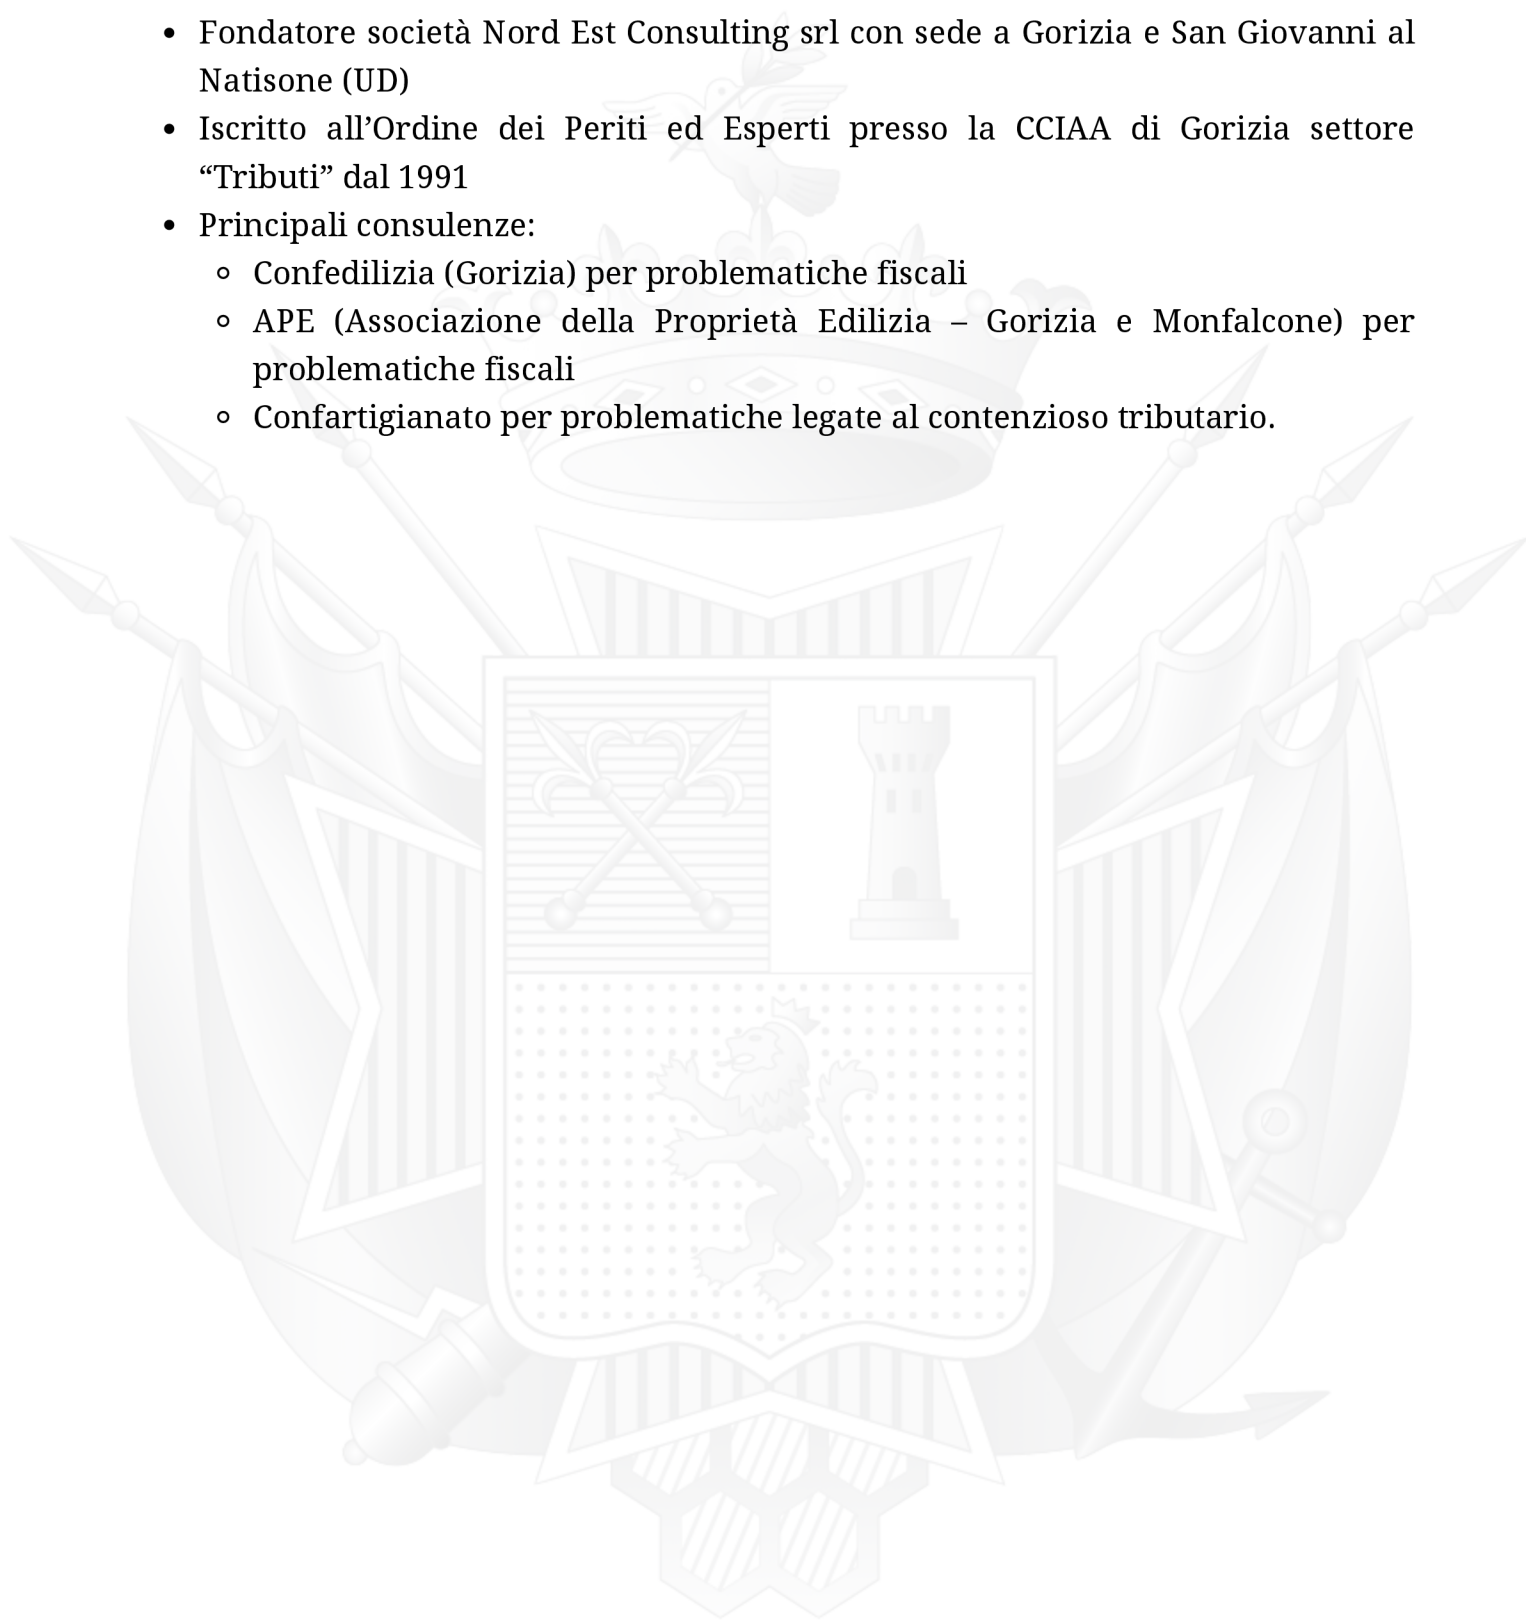 • Fondatore società Nord Est Consulting srl con sede a Gorizia e San Giovanni al
Natisone (UD)
• Iscritto all’Ordine dei Periti ed Esperti presso la CCIAA di Gorizia settore
“Tributi” dal 1991
• Principali consulenze:
◦ Confedilizia (Gorizia) per problematiche fiscali
◦ APE (Associazione della Proprietà Edilizia – Gorizia e Monfalcone) per
problematiche fiscali
◦ Confartigianato per problematiche legate al contenzioso tributario.